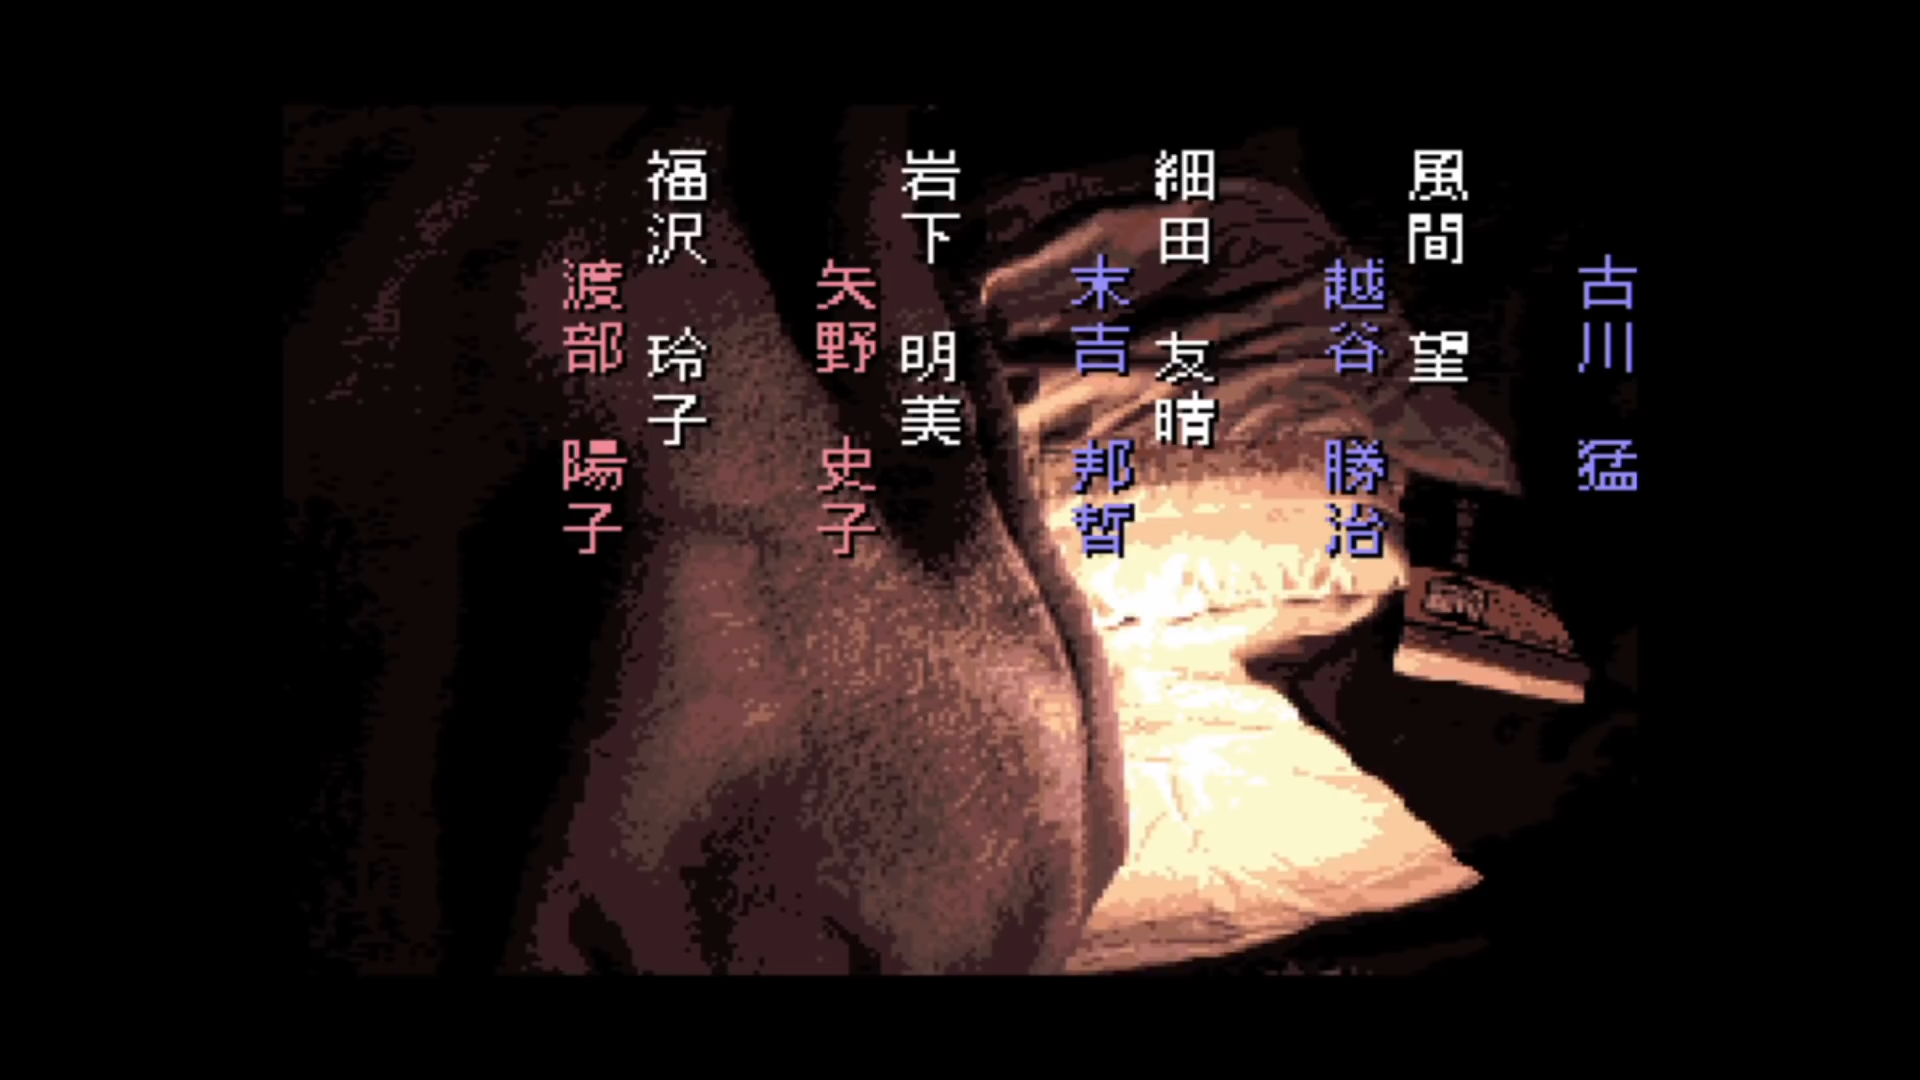 古川 猛
風間 望
越谷 勝治
細田 友晴
末吉 邦哲
岩下 明美
矢野 史子
福沢 玲子
渡部 陽子